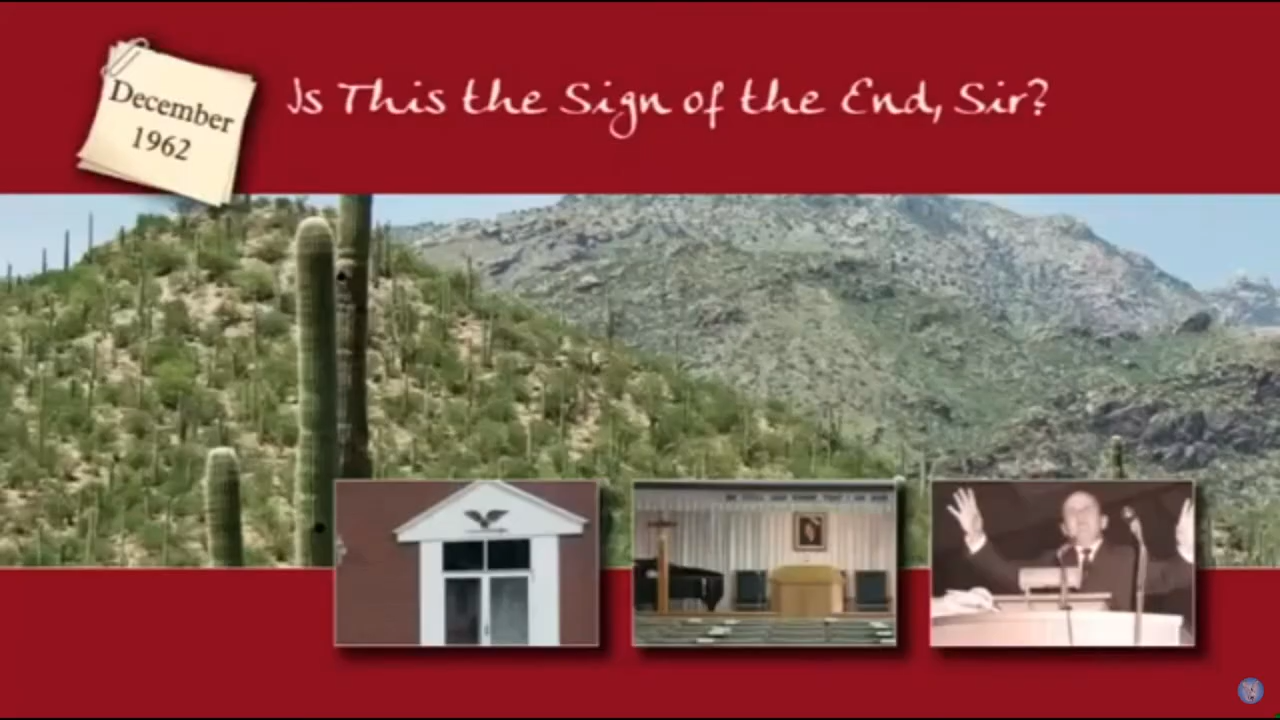 December
1962
Is This the Sign of the End, Sir?